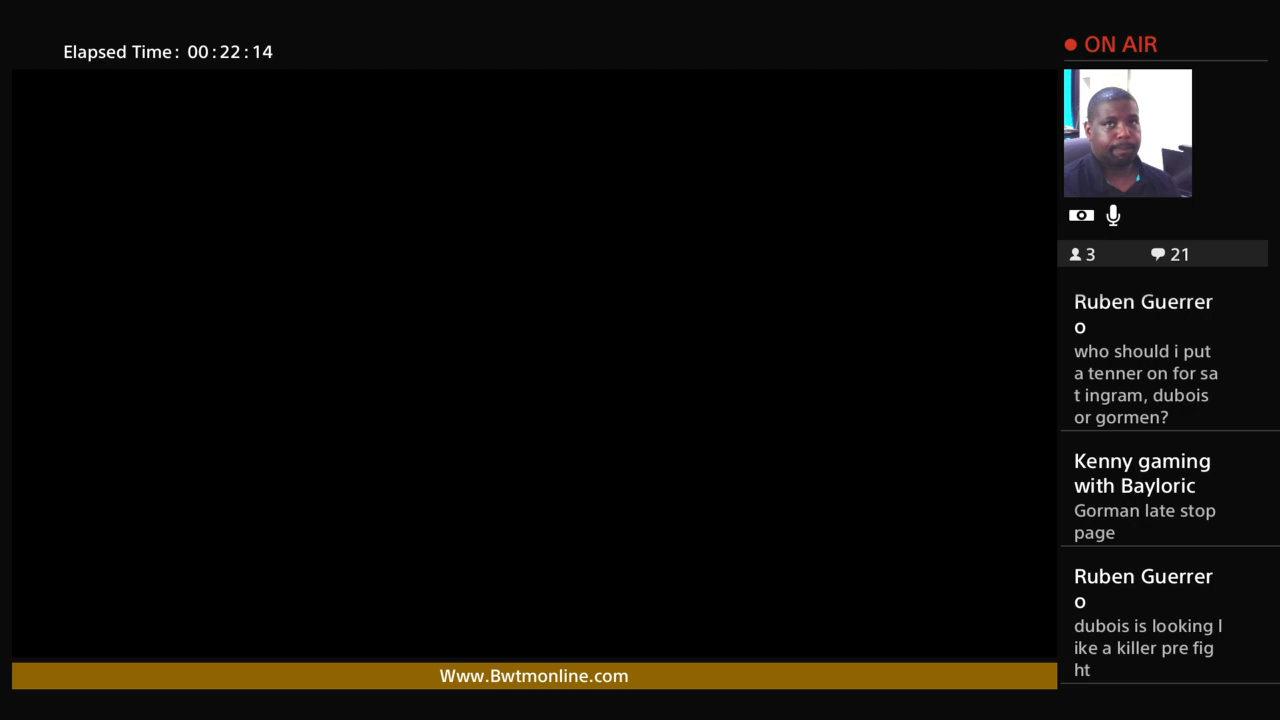 Elapsed Time: 00:22:14
ON AIR
3 21
Ruben Guerrer
o
who should i put
a tenner on for sa
t ingram, dubois
or gormen?
Kenny gaming
with Bayloric
Gorman late stop
page
Ruben Guerrer
o
dubois is looking l
ike a killer pre fig
ht
Www.Bwtmonline.com